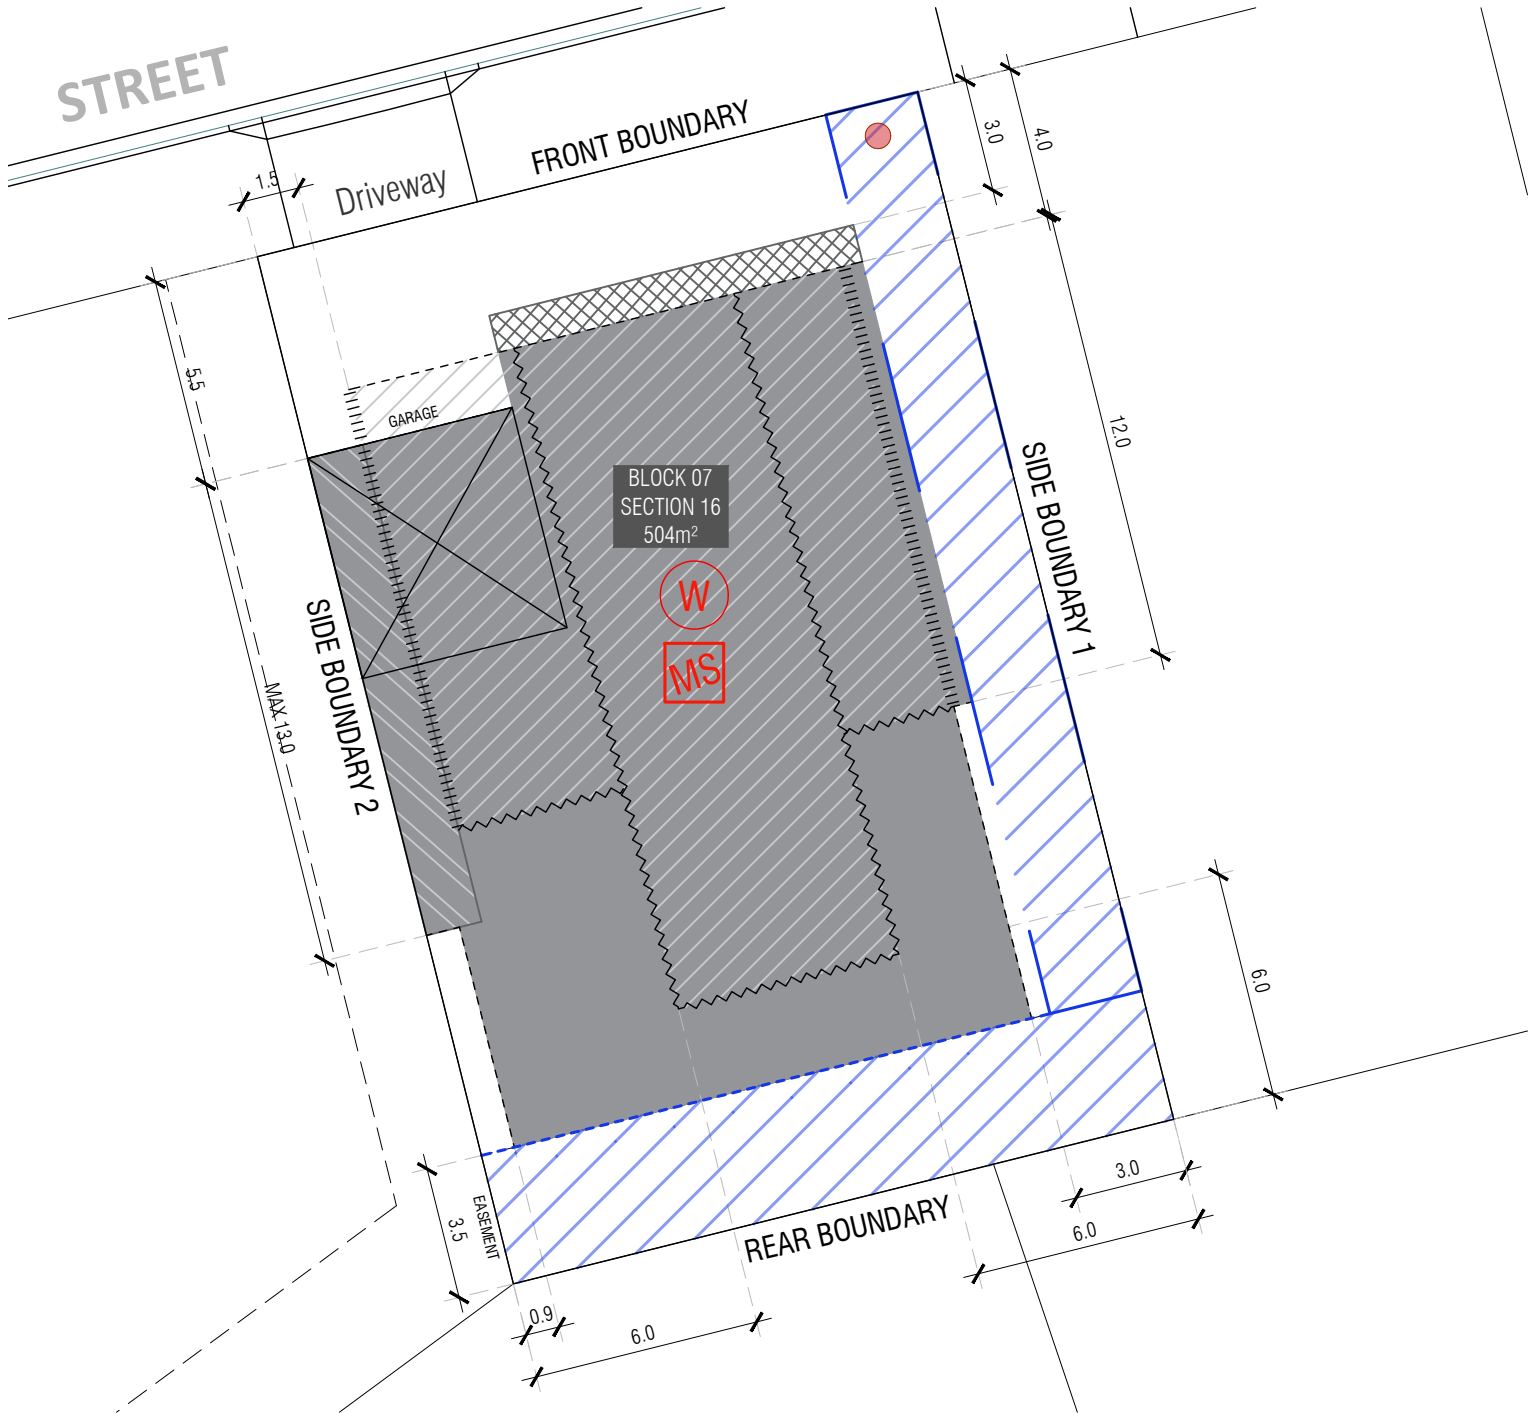 STREET
FRONT BOUNDARY
3.0
4.0
1.5
Driveway
5.5
GARAGE
12.0
BLOCK 07
SECTION 16
504m²
W
MS
SIDE BOUNDARY 1
SIDE BOUNDARY 2
MAX 13.0
6.0
3.5
EASEMENT
REAR BOUNDARY
3.0
6.0
0.9
6.0